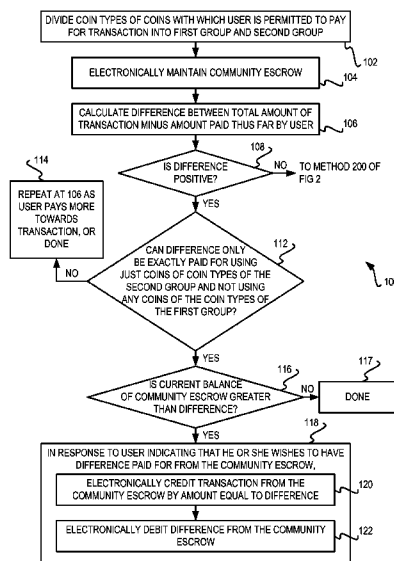 DIVIDE COIN TYPES OF COINS WITH WHICH USER IS PERMITTED TO PAY
FOR TRANSACTION INTO FIRST GROUP AND SECOND GROUP
102
ELECTRONICALLY MAINTAIN COMMUNITY ESCROW
104
CALCULATE DIFFERENCE BETWEEN TOTAL AMOUNT OF
TRANSACTION MINUS AMOUNT PAID THUS FAR BY USER
106
108
IS DIFFERENCE
POSITIVE?
NO
TO METHOD 200 OF
FIG 2
YES
114
REPEAT AT 106 AS
USER PAYS MORE
TOWARDS
TRANSACTION, OR
DONE
NO
112
CAN DIFFERENCE ONLY
BE EXACTLY PAID FOR USING
JUST COINS OF COIN TYPES OF THE
SECOND GROUP AND NOT USING
ANY COINS OF THE COIN TYPES OF
THE FIRST GROUP?
YES
116
IS CURRENT BALANCE
OF COMMUNITY ESCROW GREATER
THAN DIFFERENCE?
NO
117
DONE
YES
118
IN RESPONSE TO USER INDICATING THAT HE OR SHE WISHES TO HAVE
DIFFERENCE PAID FOR FROM THE COMMUNITY ESCROW,
ELECTRONICALLY CREDIT TRANSACTION FROM THE
COMMUNITY ESCROW BY AMOUNT EQUAL TO DIFFERENCE
120
ELECTRONICALLY DEBIT DIFFERENCE FROM THE COMMUNITY
ESCROW
122